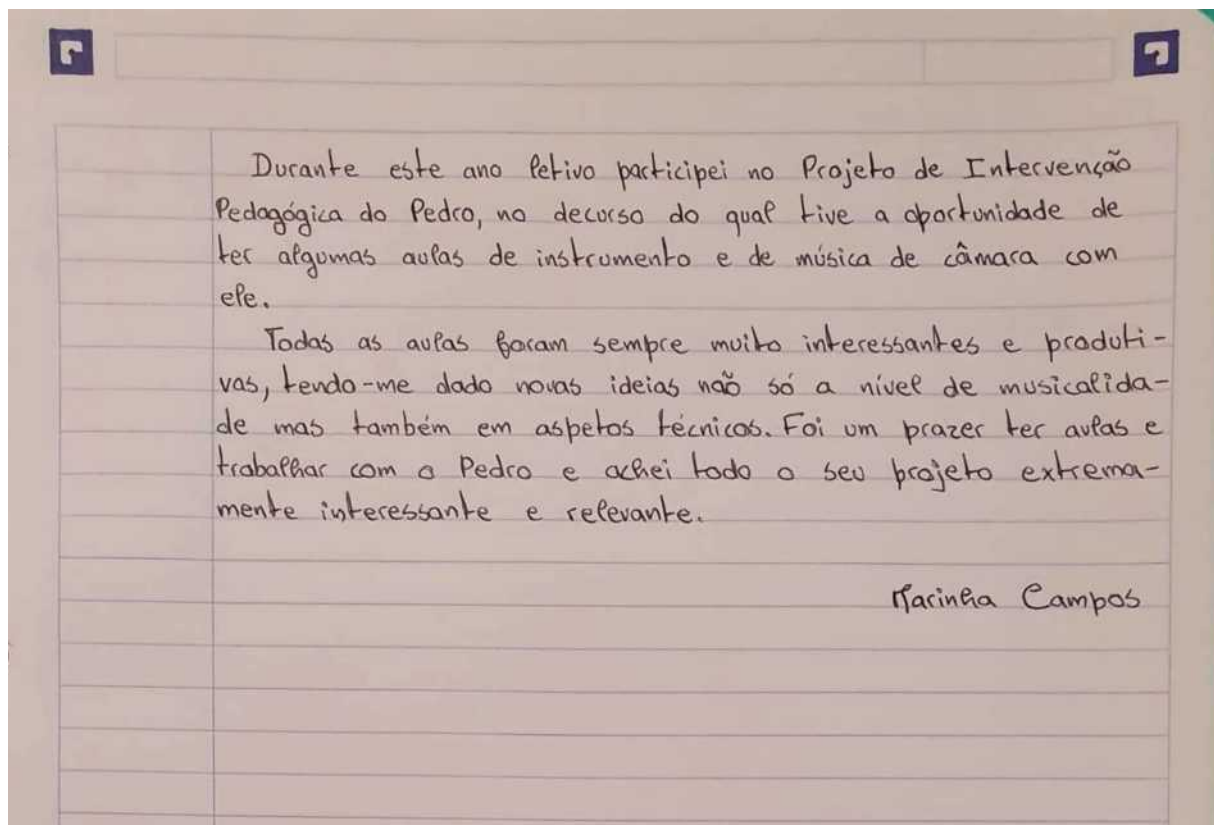 Durante este ano letivo participei no Projeto de Intervenção
Pedagógica do Pedro, no decurso do qual tive a oportunidade de
ter algumas aulas de instrumento e de música de câmara com
ele.
Todas as aulas foram sempre muito interessantes e produti-
vas, tendo-me dado novas ideias não só a nível de musicalida-
de mas também em aspetos técnicos. Foi um prazer ter aulas e
trabalhar com o Pedro e achei todo o seu projeto extrema-
mente interessante e relevante.
Marinha Campos